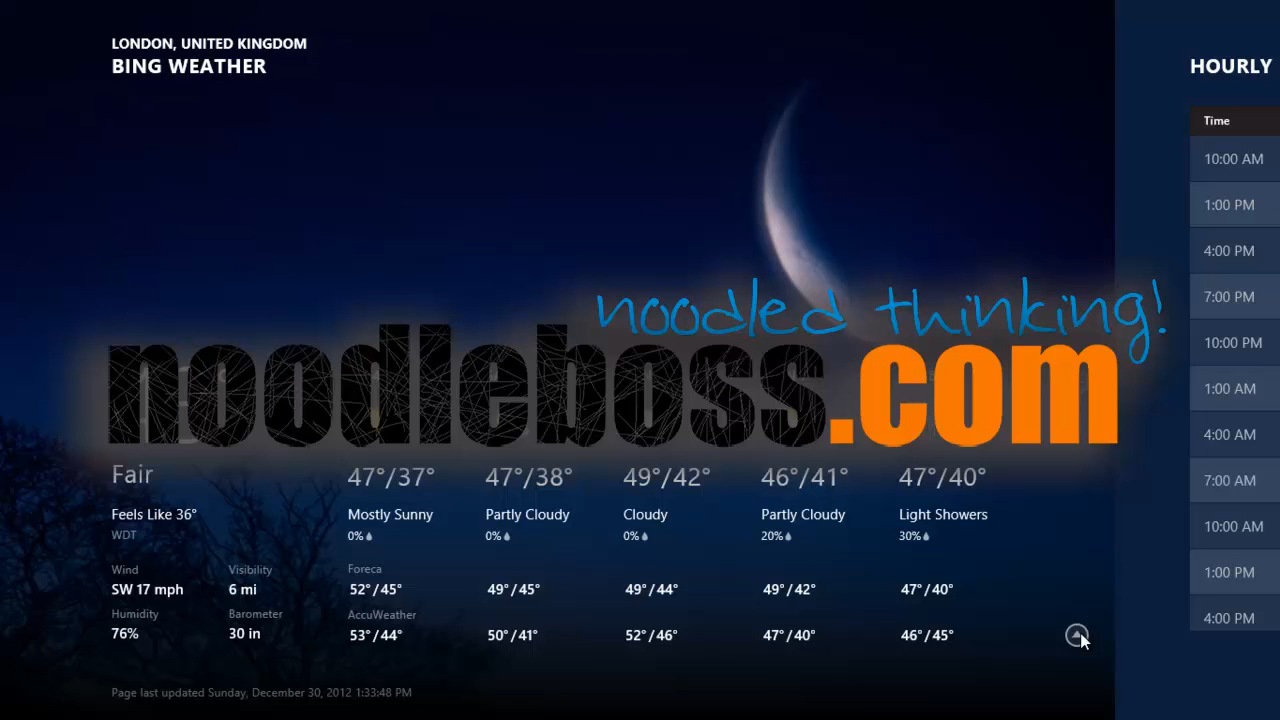 LONDON, UNITED KINGDOM
BING WEATHER
HOURLY
Time
10:00 AM
1:00 PM
4:00 PM
7:00 PM
10:00 PM
1:00 AM
4:00 AM
7:00 AM
10:00 AM
1:00 PM
4:00 PM
noodled thinking!
noodleboss.com
Fair 47°/37° 47°/38° 49°/42° 46°/41° 47°/40°
Feels Like 36° Mostly Sunny Partly Cloudy Cloudy Partly Cloudy Light Showers
WDT 0% 0% 0% 20% 30%
Wind Visibility Foreca
SW 17 mph 6 mi 52°/45° 49°/45° 49°/44° 49°/42° 47°/40°
Humidity Barometer AccuWeather
76% 30 in 53°/44° 50°/41° 52°/46° 47°/40° 46°/45°
Page last updated Sunday, December 30, 2012 1:33:48 PM